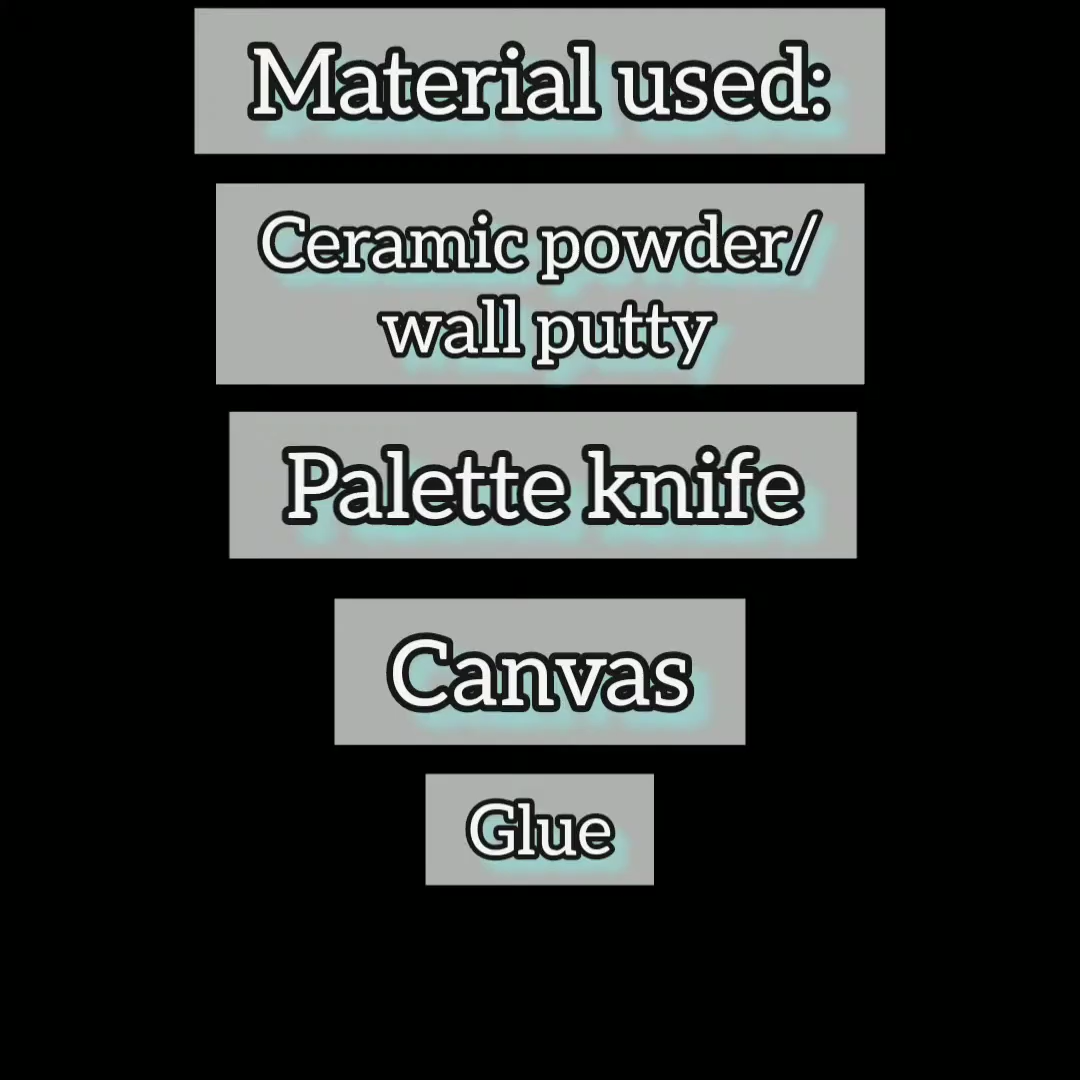 Material used:
Ceramic powder/
wall putty
Palette knife
Canvas
Glue